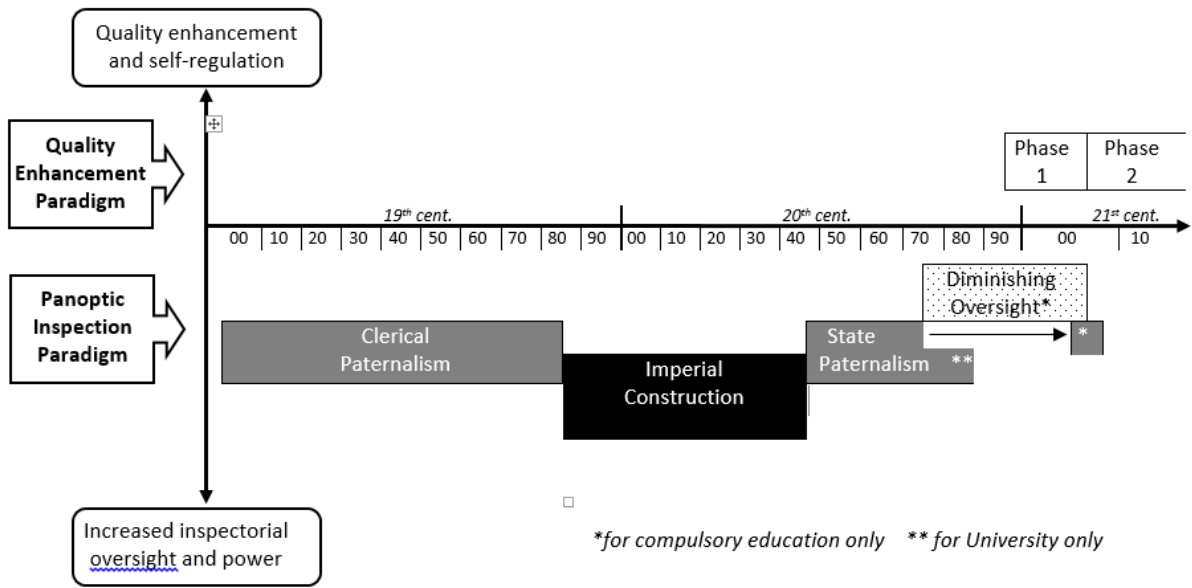 Quality enhancement
and self-regulation
Quality
Enhancement
Paradigm
Phase
1
Phase
2
19th cent.
20th cent.
21st cent.
00 10 20 30 40 50 60 70 80 90 00 10 20 30 40 50 60 70 80 90 00 10
Panoptic
Inspection
Paradigm
Diminishing
Oversight*
Clerical
Paternalism
Imperial
Construction
State
Paternalism **
*
Increased inspectorial
oversight and power
*for compulsory education only ** for University only